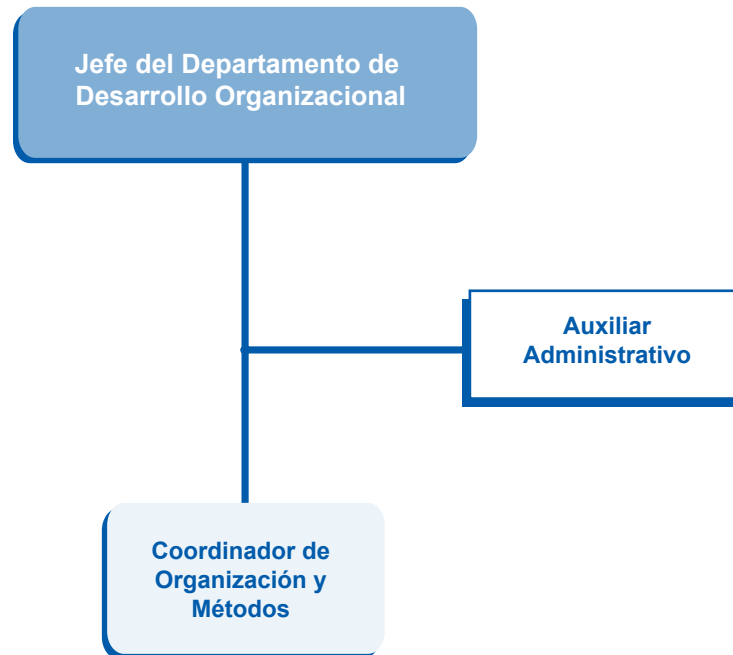 Jefe del Departamento de
Desarrollo Organizacional
Auxiliar
Administrativo
Coordinador de
Organización y
Métodos